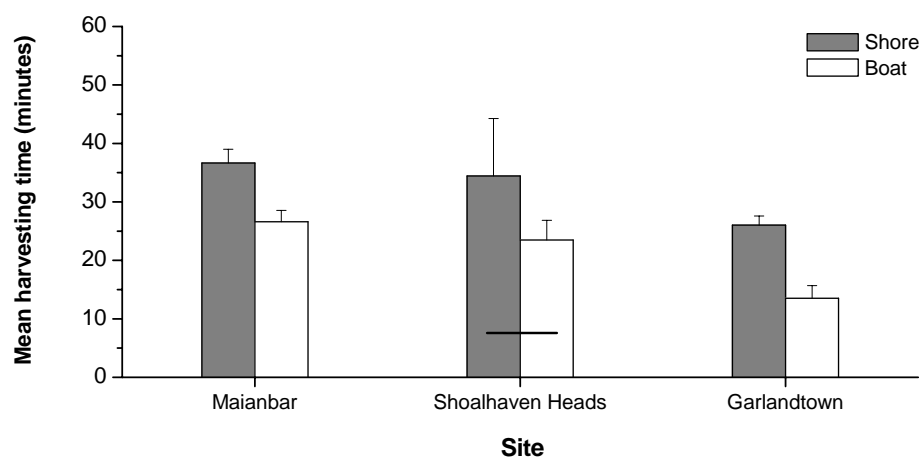 60
50
40
30
20
10
0
Mean harvesting time (minutes)
Shore
Boat
Maianbar
Shoalhaven Heads
Garlandtown
Site